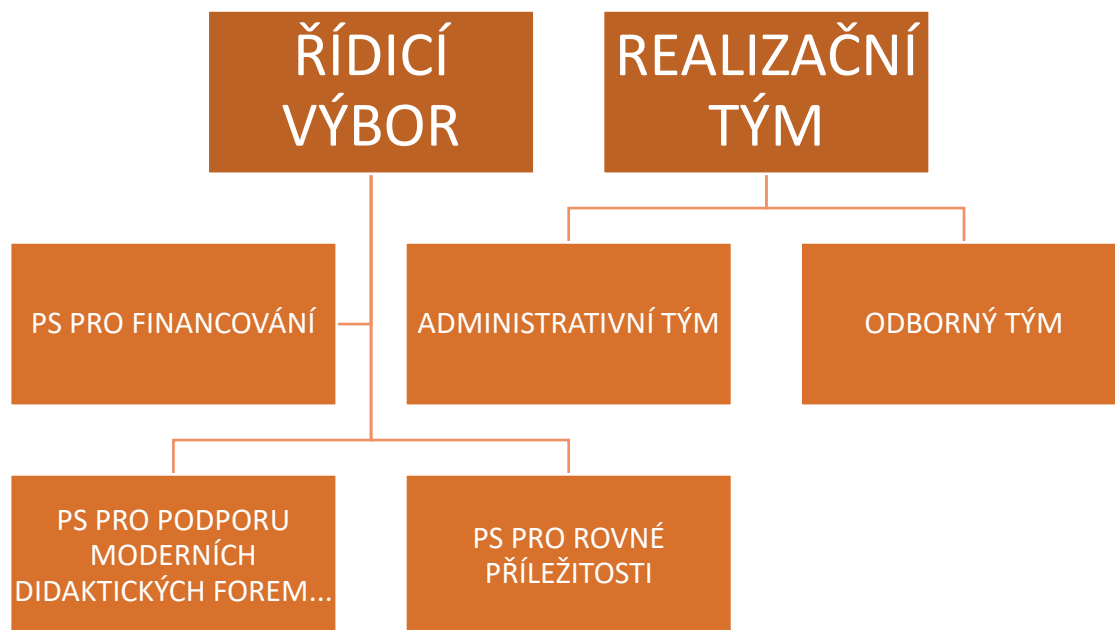 ŘÍDICÍ
VÝBOR
REALIZAČNÍ
TÝM
PS PRO FINANCOVÁNÍ
ADMINISTRATIVNÍ TÝM
ODBORNÝ TÝM
PS PRO PODPORU
MODERNÍCH
DIDAKTICKÝCH FOREM...
PS PRO ROVNÉ
PŘÍLEŽITOSTI